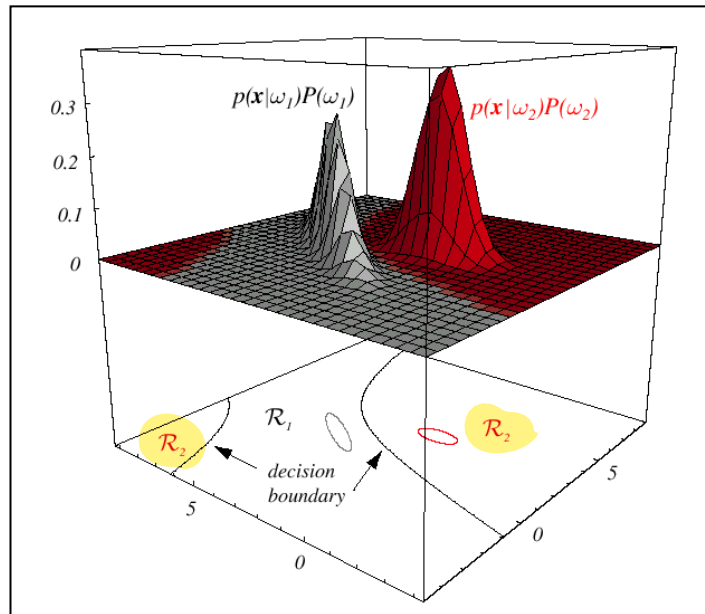 0.3
p(x|ω₁)P(ω₁)
p(x|ω₂)P(ω₂)
0.2
0.1
0
R₂
R₁
R₂
decision
boundary
5
0
0
5